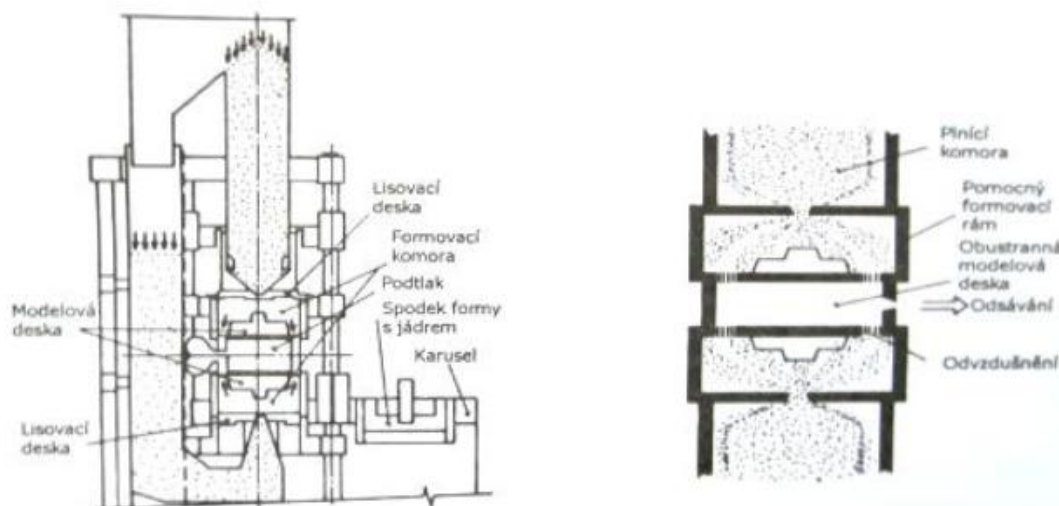 Lisovací
deska
Formovací
komora
Podtlak
Spodek formy
s jádrem
Karusel
Modelová
deska
Lisovací
deska
Plnící
komora
Pomocný
formovací
rám
Obustranná
modelová
deska
Odsávání
Odvzdušnění